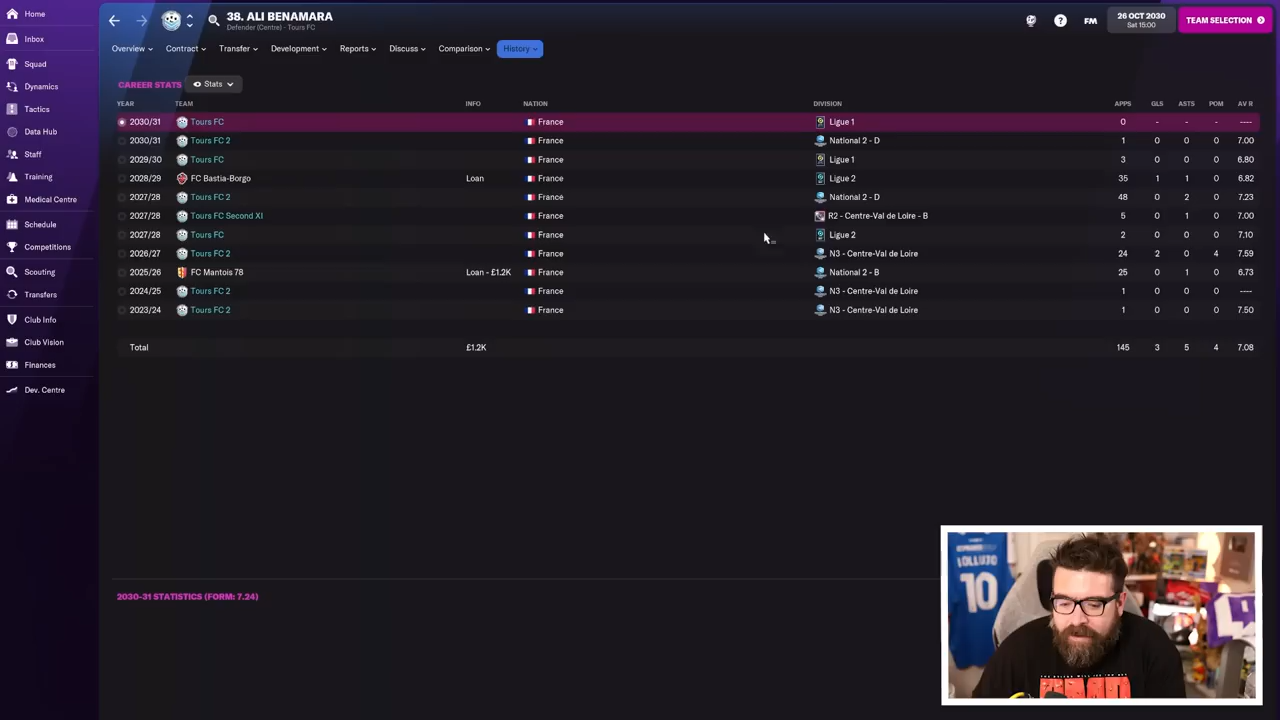 Home
Inbox
Squad
Dynamics
Tactics
Data Hub
Staff
Training
Medical Centre
Schedule
Competitions
Scouting
Transfers
Club Info
Club Vision
Finances
Dev. Centre
38. ALI BENAMARA
Defender (Centre) - Tours FC
FM
26 OCT 2030
Sat 15:00
TEAM SELECTION
Overview Contract Transfer Development Reports Discuss Comparison History
CAREER STATS Stats
YEAR TEAM INFO NATION DIVISION APPS GLS ASTS POM AV R
2030/31 Tours FC France Ligue 1 0 - - - ----
2030/31 Tours FC 2 France National 2 - D 1 0 0 0 7.00
2029/30 Tours FC France Ligue 1 3 0 0 0 6.80
2028/29 FC Bastia-Borgo Loan France Ligue 2 35 1 1 0 6.82
2027/28 Tours FC 2 France National 2 - D 48 0 2 0 7.23
2027/28 Tours FC Second XI France R2 - Centre-Val de Loire - B 5 0 1 0 7.00
2027/28 Tours FC France Ligue 2 2 0 0 0 7.10
2026/27 Tours FC 2 France N3 - Centre-Val de Loire 24 2 0 4 7.59
2025/26 FC Mantois 78 Loan - £1.2K France National 2 - B 25 0 1 0 6.73
2024/25 Tours FC 2 France N3 - Centre-Val de Loire 1 0 0 0 ----
2023/24 Tours FC 2 France N3 - Centre-Val de Loire 1 0 0 0 7.50
Total £1.2K 145 3 5 4 7.08
2030-31 STATISTICS (FORM: 7.24)
LOLLUJO
10